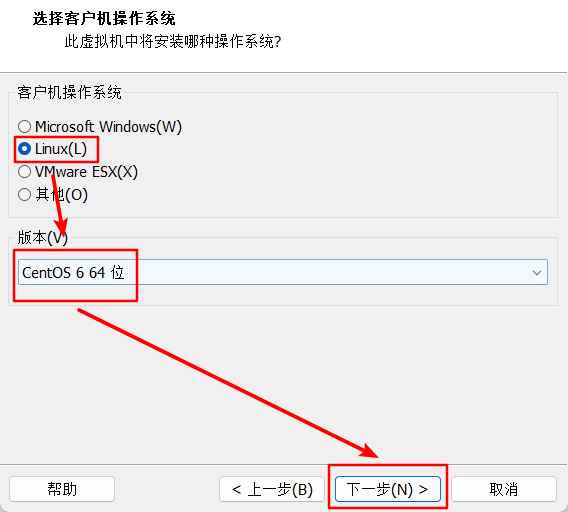 选择客户机操作系统
此虚拟机中将安装哪种操作系统?
客户机操作系统
Microsoft Windows(W)
Linux(L)
VMware ESX(X)
其他(O)
版本(V)
CentOS 6 64 位
帮助
< 上一步(B)
下一步(N) >
取消